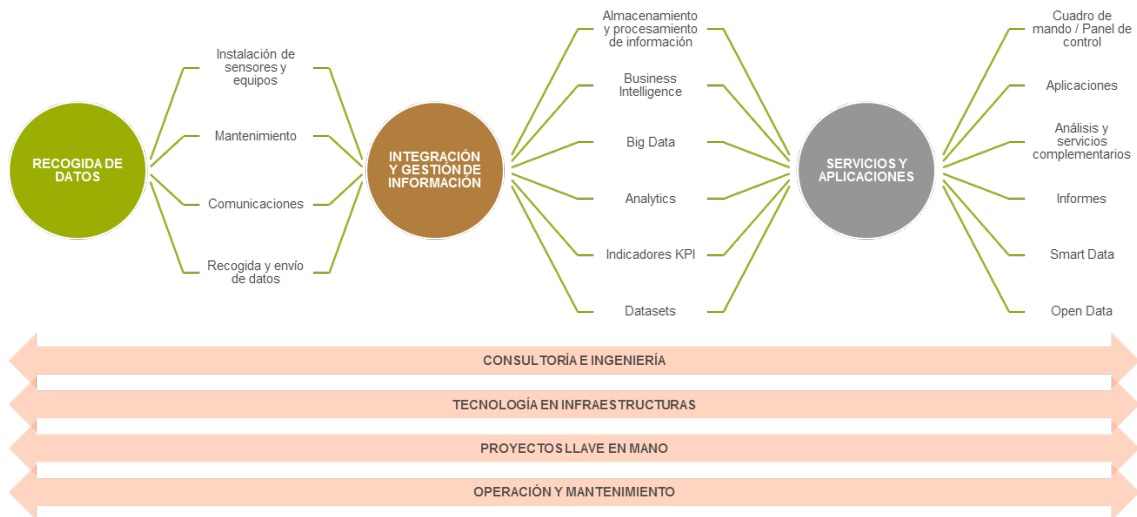 RECOGIDA DE
DATOS
Instalación de
sensores y
equipos
Mantenimiento
Comunicaciones
Recogida y envío
de datos
INTEGRACIÓN
Y GESTIÓN DE
INFORMACIÓN
Almacenamiento
y procesamiento
de información
Business
Intelligence
Big Data
Analytics
Indicadores KPI
Datasets
SERVICIOS Y
APLICACIONES
Cuadro de
mando / Panel de
control
Aplicaciones
Análisis y
servicios
complementarios
Informes
Smart Data
Open Data
CONSULTORÍA E INGENIERÍA
TECNOLOGÍA EN INFRAESTRUCTURAS
PROYECTOS LLAVE EN MANO
OPERACIÓN Y MANTENIMIENTO